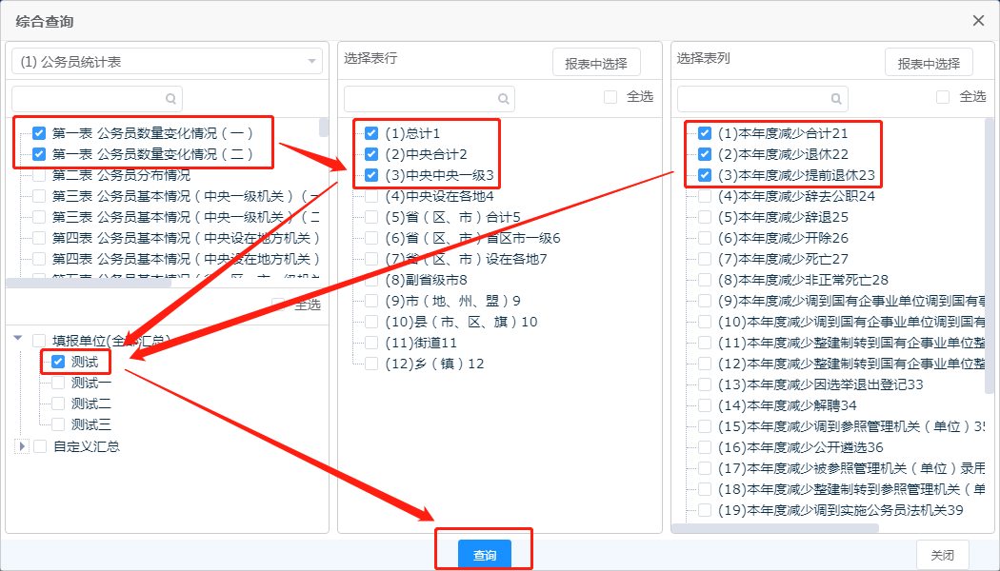 综合查询
(1) 公务员统计表
第一表 公务员数量变化情况（一）
第一表 公务员数量变化情况（二）
第二表 公务员分布情况
第三表 公务员基本情况（中央一级机关）（一
第三表 公务员基本情况（中央一级机关）（二
第四表 公务员基本情况（中央设在地方机关）
第四表 公务员基本情况（中央设在地方机关）
全选
填报单位(全部汇总)
测试
测试一
测试二
测试三
自定义汇总
选择表行
报表中选择
全选
(1)总计1
(2)中央合计2
(3)中央中央一级3
(4)中央设在各地4
(5)省（区、市）合计5
(6)省（区、市）省区市一级6
(7)省（区、市）设在各地7
(8)副省级市8
(9)市（地、州、盟）9
(10)县（市、区、旗）10
(11)街道11
(12)乡（镇）12
选择表列
报表中选择
全选
(1)本年度减少合计21
(2)本年度减少退休22
(3)本年度减少提前退休23
(4)本年度减少辞去公职24
(5)本年度减少辞退25
(6)本年度减少开除26
(7)本年度减少死亡27
(8)本年度减少非正常死亡28
(9)本年度减少调到国有企事业单位调到国有事
(10)本年度减少调到国有企事业单位调到国有
(11)本年度减少整建制转到国有企事业单位整
(12)本年度减少整建制转到国有企事业单位整
(13)本年度减少因选举退出登记33
(14)本年度减少解聘34
(15)本年度减少调到参照管理机关（单位）35
(16)本年度减少公开遴选36
(17)本年度减少被参照管理机关（单位）录用
(18)本年度减少整建制转到参照管理机关（单
(19)本年度减少调到实施公务员法机关39
查询
关闭